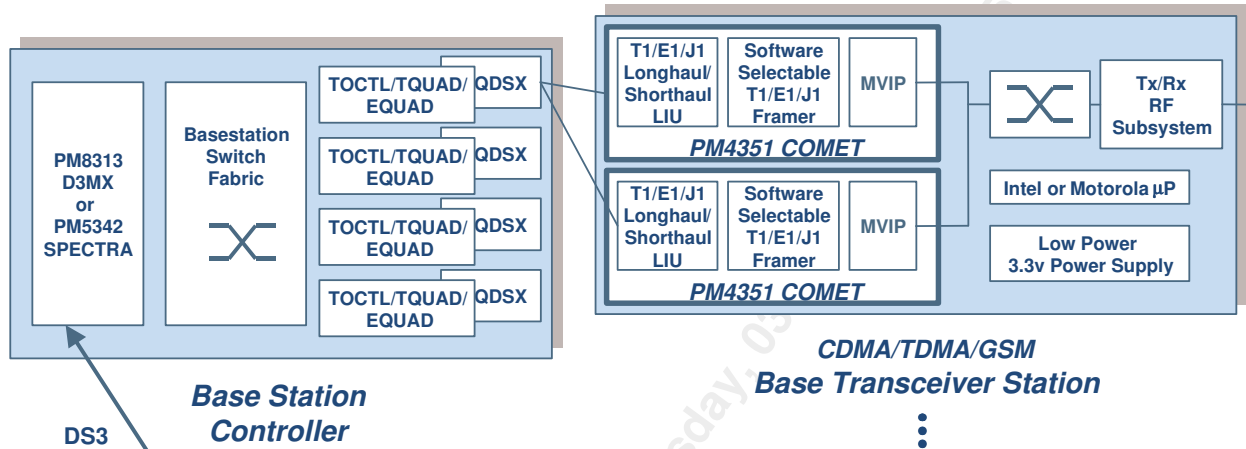 PM8313
D3MX
or
PM5342
SPECTRA
Basestation
Switch
Fabric
TOCTL/TQUAD/
EQUAD
QDSX
TOCTL/TQUAD/
EQUAD
QDSX
TOCTL/TQUAD/
EQUAD
QDSX
TOCTL/TQUAD/
EQUAD
QDSX
Base Station
Controller
DS3
T1/E1/J1
Longhaul/
Shorthaul
LIU
Software
Selectable
T1/E1/J1
Framer
MVIP
PM4351 COMET
T1/E1/J1
Longhaul/
Shorthaul
LIU
Software
Selectable
T1/E1/J1
Framer
MVIP
PM4351 COMET
Tx/Rx
RF
Subsystem
Intel or Motorola µP
Low Power
3.3v Power Supply
CDMA/TDMA/GSM
Base Transceiver Station